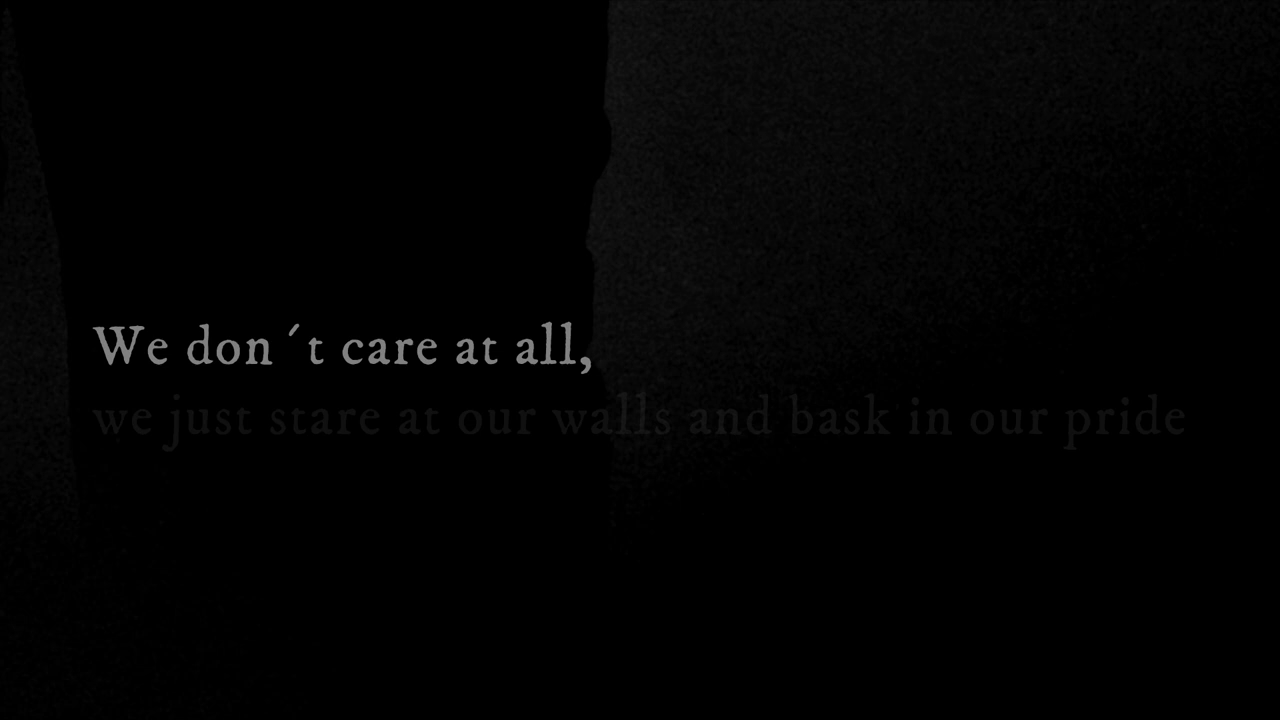 We don´t care at all,
we just stare at our walls and bask in our pride